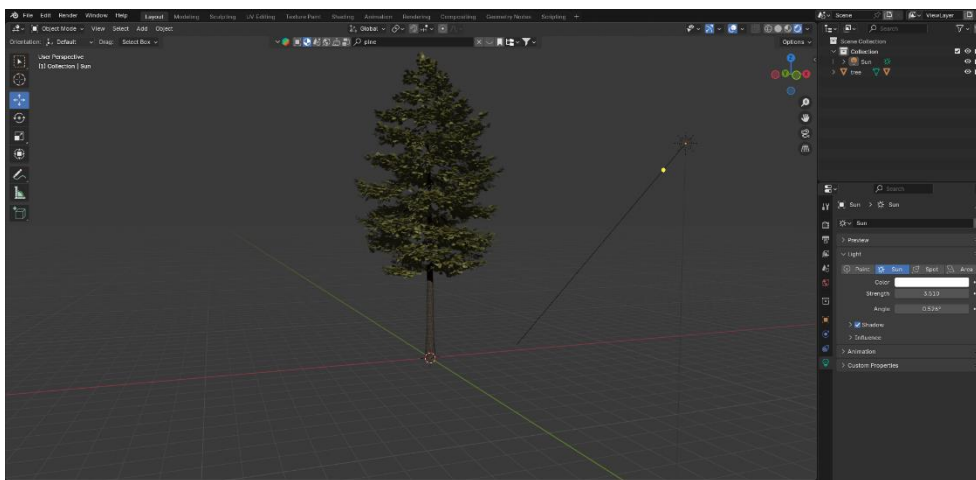 File Edit Render Window Help Layout Modeling Sculpting UV Editing Texture Paint Shading Animation Rendering Compositing Geometry Nodes Scripting + Scene ViewLayer
Object Mode View Select Add Object Global Search
Orientation: Default Drag: Select Box pine Options
User Perspective
(1) Collection | Sun
Scene Collection
Collection
Sun
tree
Search
Sun > Sun
Sun
Preview
Light
Point Sun Spot Area
Color
Strength 3.510
Angle 0.526°
Shadow
Influence
Animation
Custom Properties